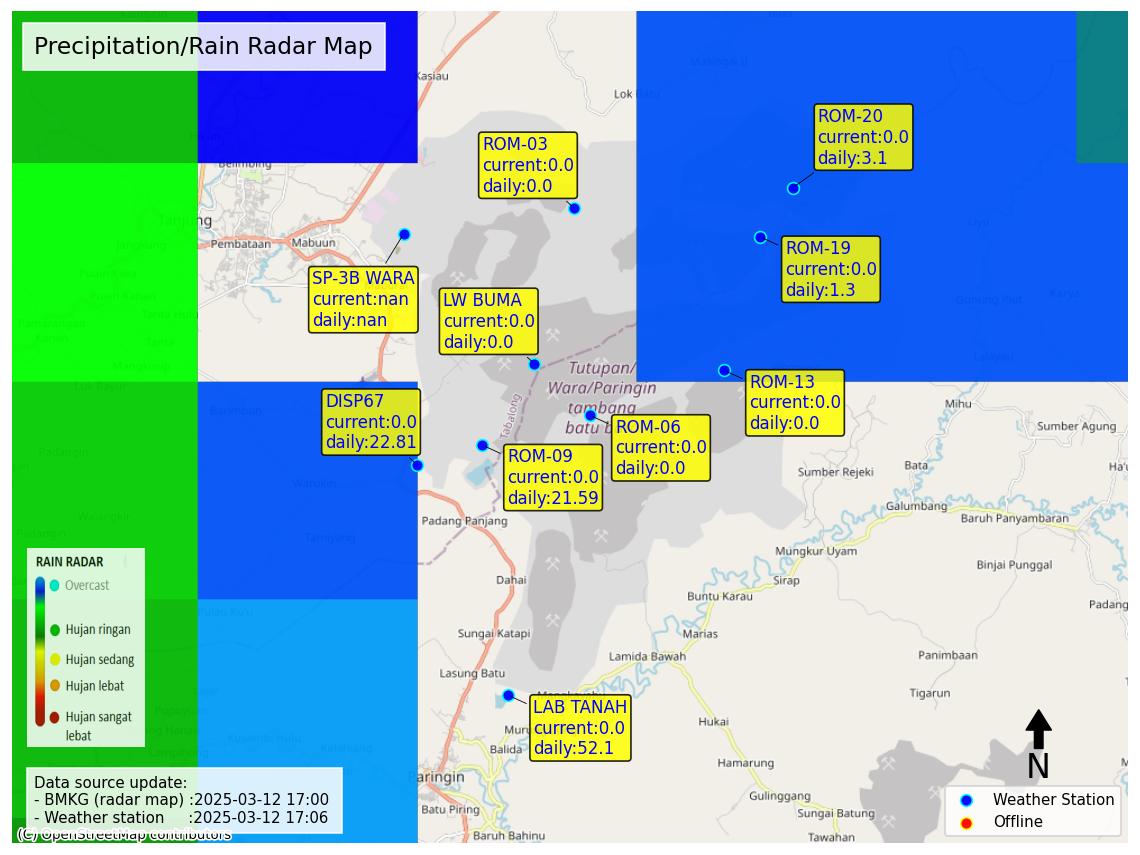 Precipitation/Rain Radar Map
Kasiau
Lok Batu
Belimbing
Tanjung
Pembataan
Mabuun
ROM-03
current:0.0
daily:0.0
ROM-20
current:0.0
daily:3.1
ROM-19
current:0.0
daily:1.3
SP-3B WARA
current:nan
daily:nan
LW BUMA
current:0.0
daily:0.0
Tutupan/
Wara/Paringin
tambang
batu b
Tabalong
ROM-13
current:0.0
daily:0.0
DISP67
current:0.0
daily:22.81
ROM-06
current:0.0
daily:0.0
ROM-09
current:0.0
daily:21.59
Mihu
Sumber Agung
Bata
Sumber Rejeki
Galumbang
Baruh Panyambaran
Padang Panjang
Mungkur Uyam
Binjai Punggal
Dahai
Sirap
Buntu Karau
Padang
Sungai Katapi
Marias
Lamida Bawah
Panimbaan
Lasung Batu
Tigarun
Warukin
Tamiyang
RAIN RADAR
Overcast
Hujan ringan
Hujan sedang
Hujan lebat
Hujan sangat
lebat
LAB TANAH
current:0.0
daily:52.1
Hukai
Balida
Hamarung
Paringin
Gulinggang
Batu Piring
Sungai Batung
Baruh Bahinu
Tawahan
N
Data source update:
- BMKG (radar map) :2025-03-12 17:00
- Weather station :2025-03-12 17:06
(C) OpenStreetMap contributors
Weather Station
Offline